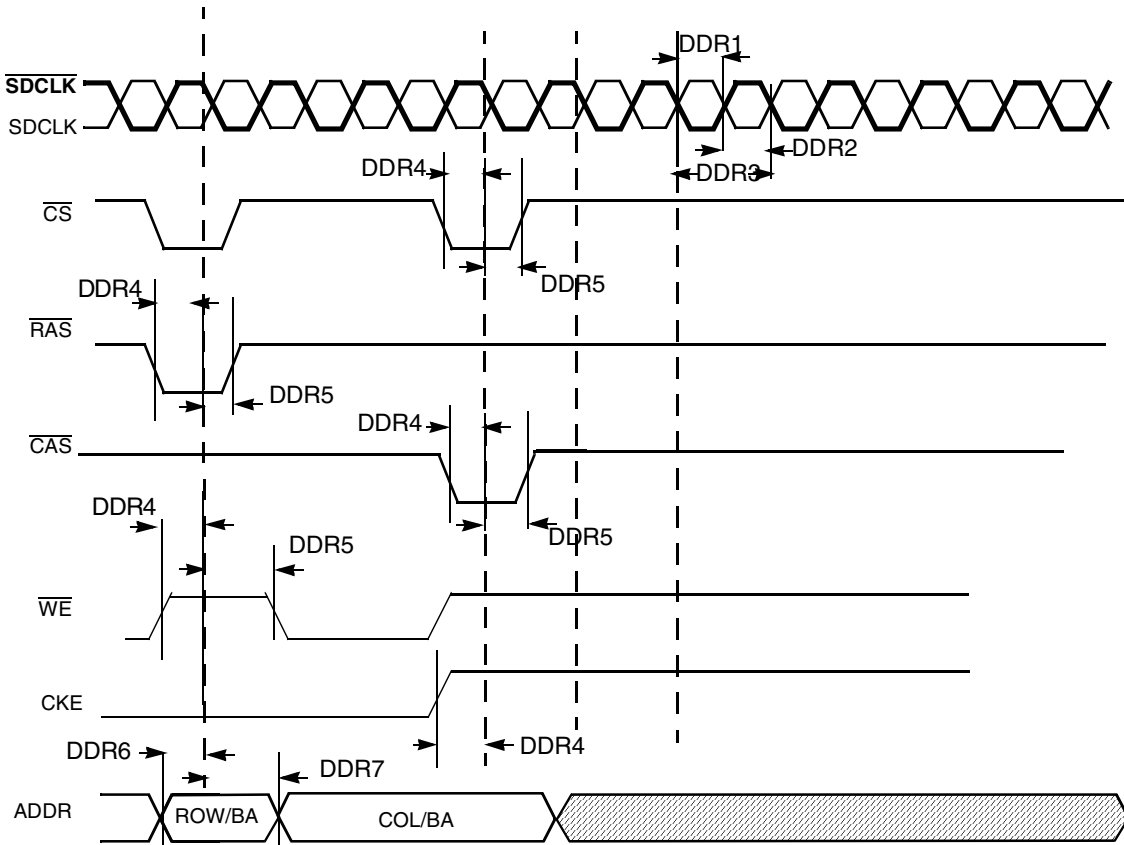 DDR1
SDCLK
SDCLK
DDR2
DDR4
DDR3
CS
DDR5
DDR4
RAS
DDR5
DDR4
CAS
DDR4
DDR5
DDR5
WE
CKE
DDR4
DDR6
DDR7
ADDR
ROW/BA
COL/BA